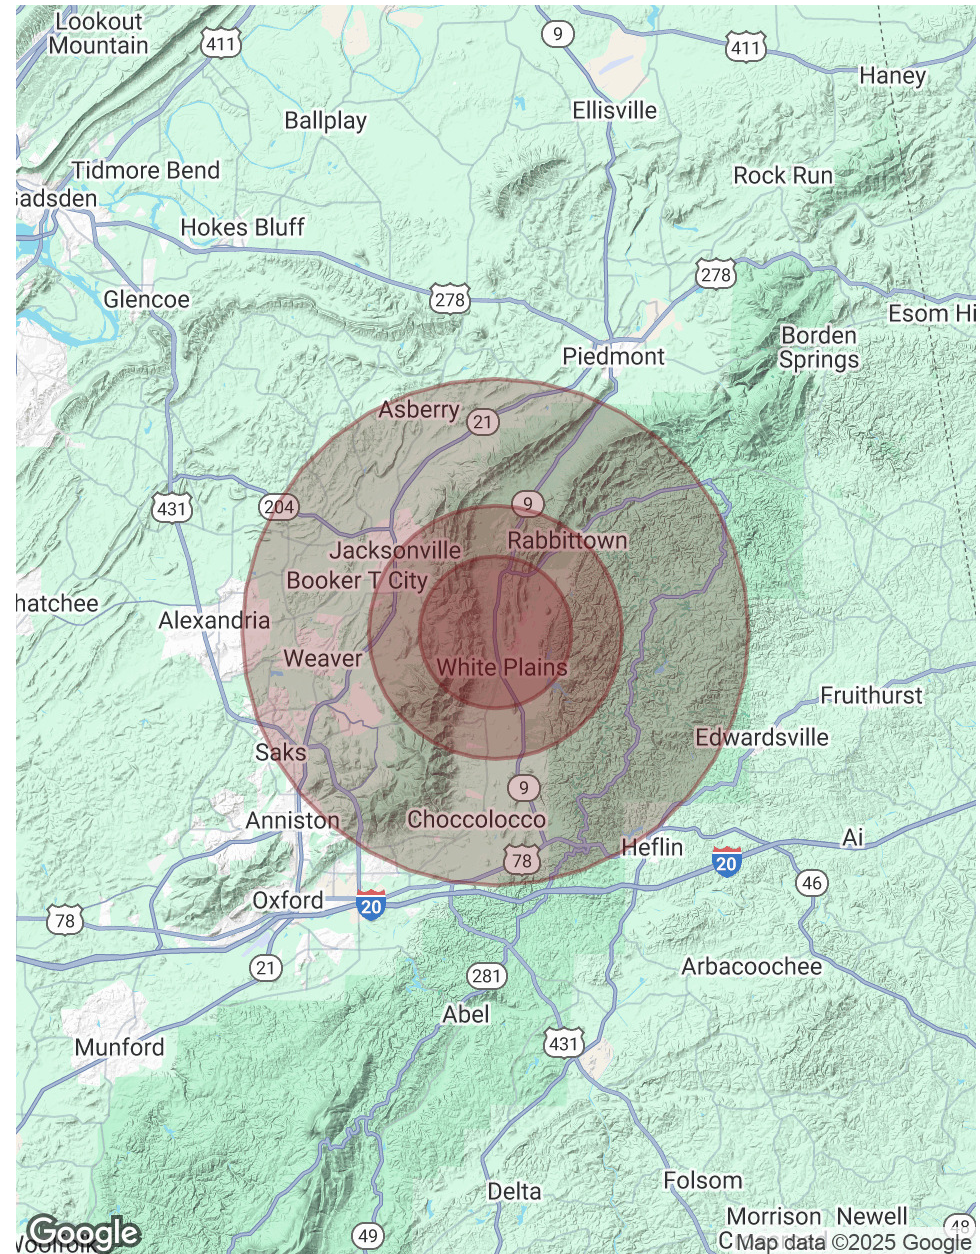 Lookout
Mountain
411
9
411
Haney
Ellisville
Ballplay
Tidmore Bend
Rock Run
Gadsden
Hokes Bluff
278
278
Glencoe
Esom Hi
Borden
Springs
Piedmont
Asberry
21
204
431
9
Rabbittown
Jacksonville
Booker T City
hatchee
Alexandria
Weaver
White Plains
Fruithurst
Edwardsville
Saks
9
Choccolocco
Anniston
78
Heflin
20
Ai
46
Oxford
20
78
21
281
Arbacoochee
Abel
431
Munford
Folsom
Delta
Morrison
Newell
48
49
Google
Map data ©2025 Google